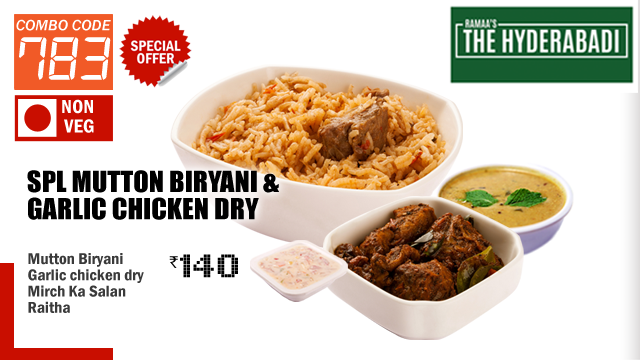 COMBO CODE
783
SPECIAL
OFFER
RAMAA'S
THE HYDERABADI
NON
VEG
SPL MUTTON BIRYANI &
GARLIC CHICKEN DRY
Mutton Biryani
Garlic chicken dry
Mirch Ka Salan
Raitha
₹140